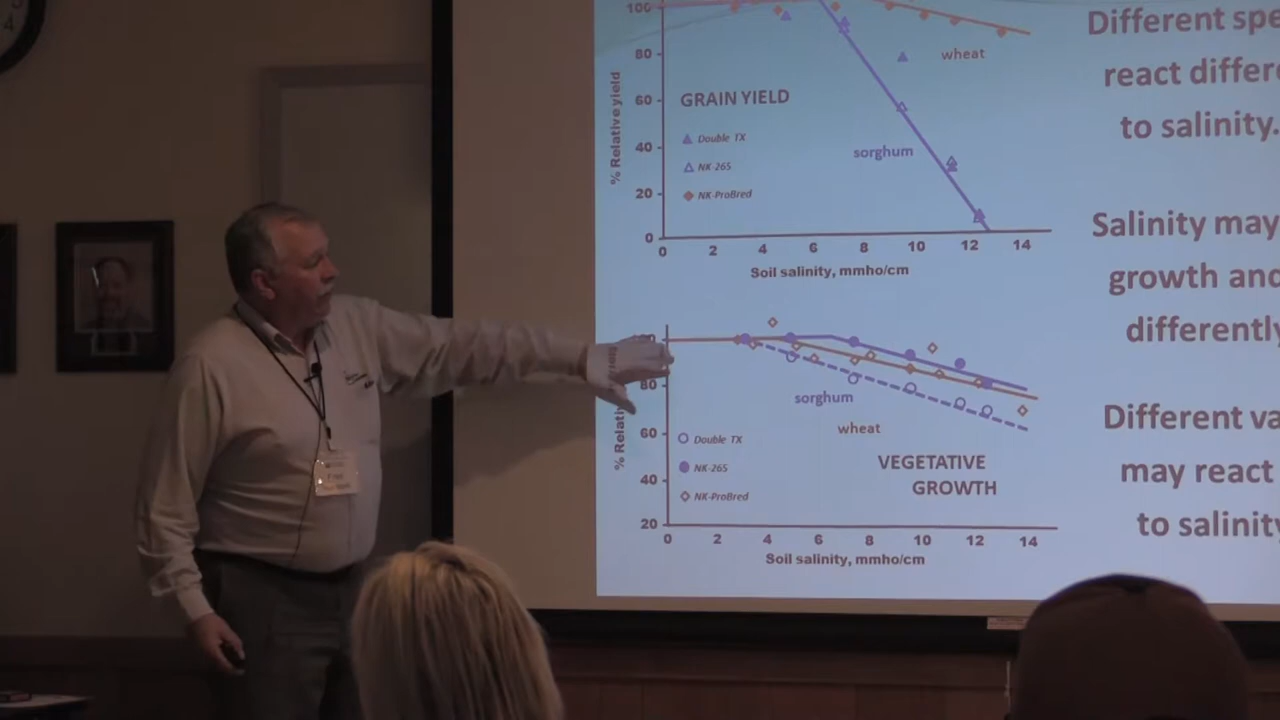 100
80
60
40
20
0
% Relative yield
GRAIN YIELD
Double TX
NK-265
NK-ProBred
wheat
sorghum
0 2 4 6 8 10 12 14
Soil salinity, mmho/cm
80
60
40
20
% Relati
sorghum
wheat
Double TX
NK-265
NK-ProBred
VEGETATIVE
GROWTH
0 2 4 6 8 10 12 14
Soil salinity, mmho/cm
Different spe
react differe
to salinity.
Salinity may
growth and
differently
Different va
may react
to salinity